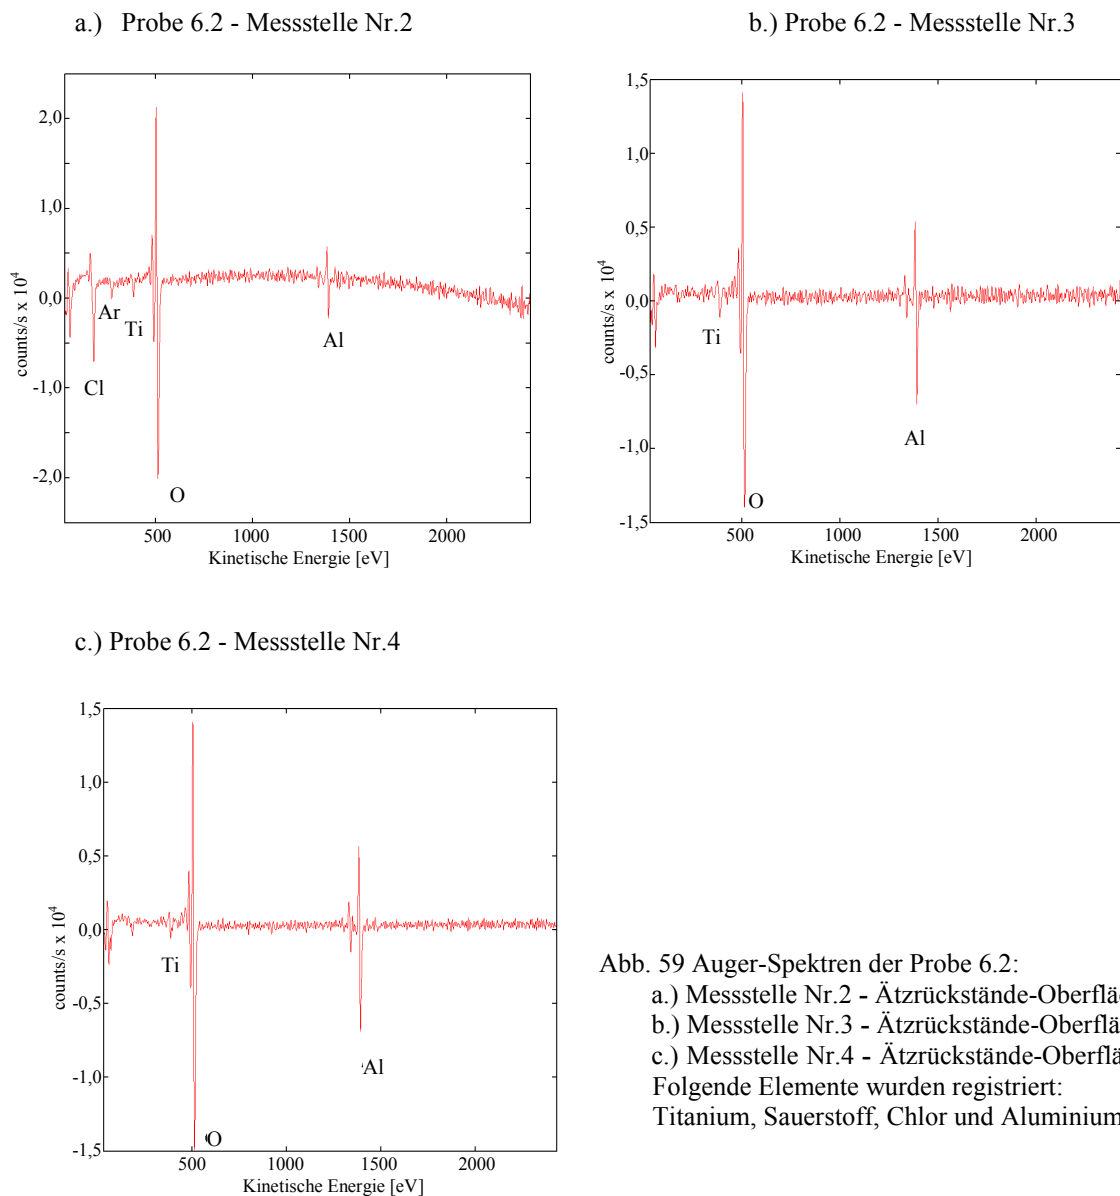 a.) Probe 6.2 - Messstelle Nr.2
b.) Probe 6.2 - Messstelle Nr.3
2,0
1,0
0,0
-1,0
-2,0
counts/s x 10⁴
Cl
Ar
Ti
O
Al
500
1000
1500
2000
Kinetische Energie [eV]
1,5
1,0
0,5
0,0
-0,5
-1,0
-1,5
counts/s x 10⁴
Ti
O
Al
500
1000
1500
2000
Kinetische Energie [eV]
c.) Probe 6.2 - Messstelle Nr.4
1,5
1,0
0,5
0,0
-0,5
-1,0
-1,5
counts/s x 10⁴
Ti
O
Al
500
1000
1500
2000
Kinetische Energie [eV]
Abb. 59 Auger-Spektren der Probe 6.2:
a.) Messstelle Nr.2 - Ätzrückstände-Oberflä
b.) Messstelle Nr.3 - Ätzrückstände-Oberflä
c.) Messstelle Nr.4 - Ätzrückstände-Oberflä
Folgende Elemente wurden registriert:
Titanium, Sauerstoff, Chlor und Aluminium